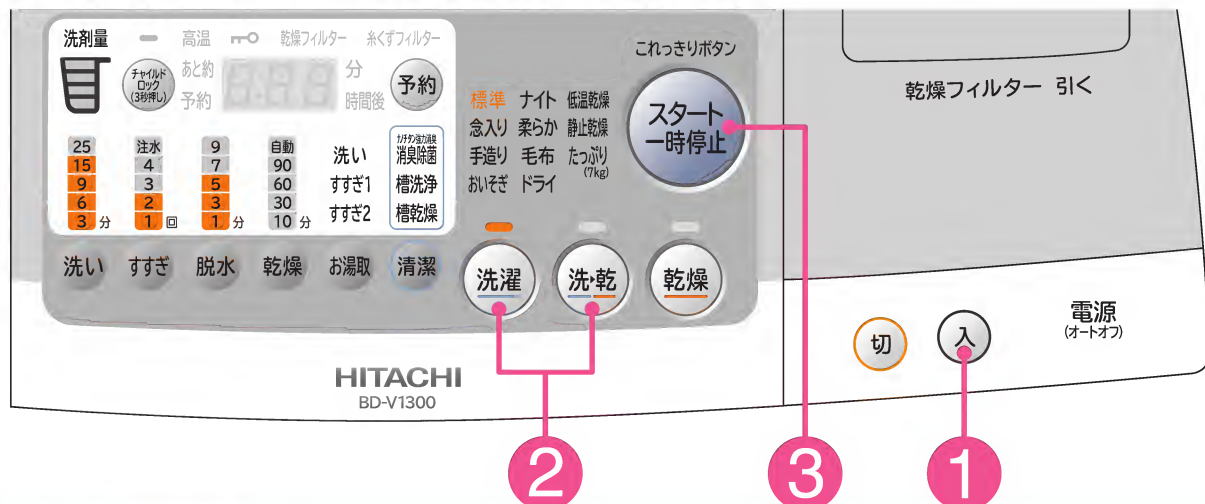 洗剤量
高温
乾燥フィルター
糸くずフィルター
チャイルド
ロック
(3秒押し)
あと約
分
予約
時間後
予約
25
15
9
6
3 分
注水
4
3
2
1 回
9
7
5
3
1 分
自動
90
60
30
10 分
洗い
すすぎ1
すすぎ2
消臭除菌
槽洗浄
槽乾燥
標準 ナイト 低温乾燥
念入り 柔らか 静止乾燥
手造り 毛布 たっぷり
(7kg)
おいそぎ ドライ
これっきりボタン
スタート
一時停止
洗い すすぎ 脱水 乾燥 お湯取 清潔
洗濯 洗・乾 乾燥
HITACHI
BD-V1300
乾燥フィルター 引く
切 入
電源
(オートオフ)
2
3
1